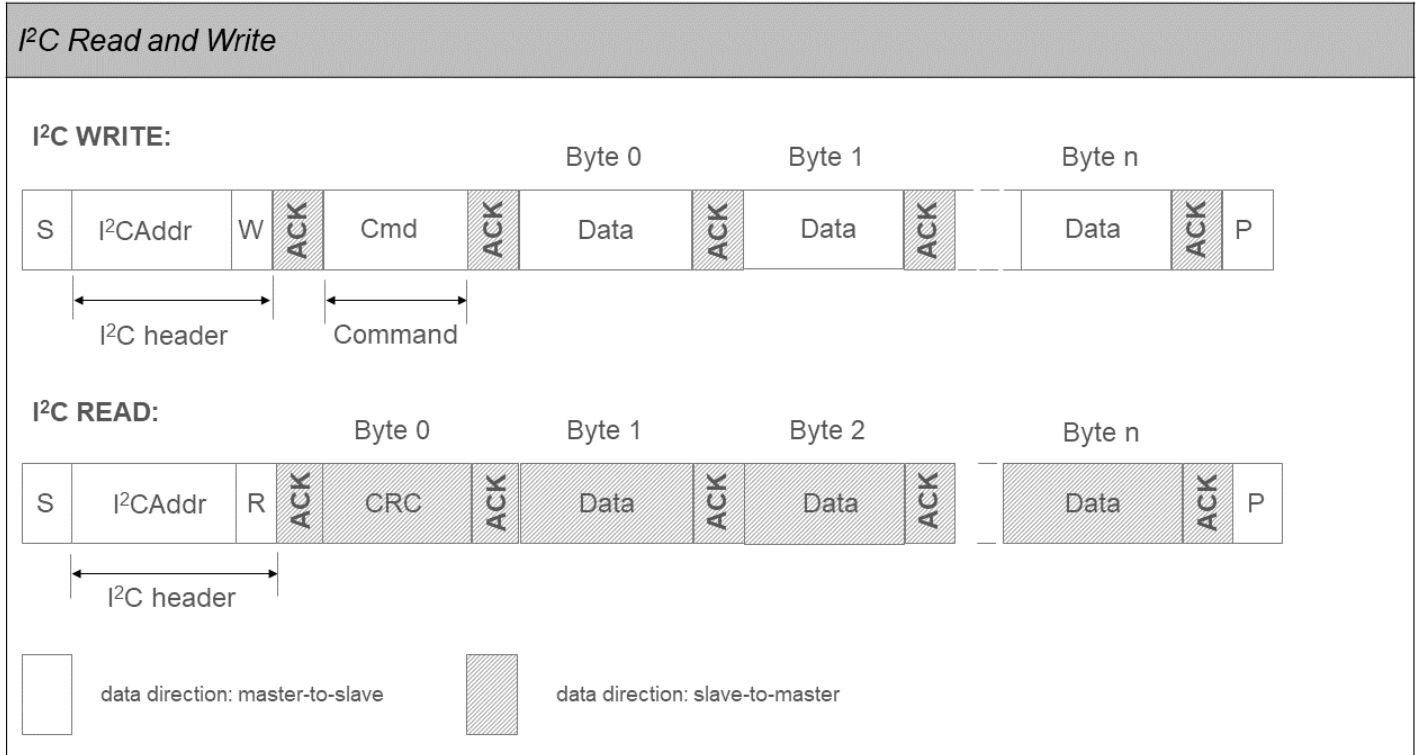 I²C Read and Write
I²C WRITE:
Byte 0 Byte 1 Byte n
S I²CAddr W ACK Cmd ACK Data ACK Data ACK Data ACK P
I²C header Command
I²C READ:
Byte 0 Byte 1 Byte 2 Byte n
S I²CAddr R ACK CRC ACK Data ACK Data ACK Data ACK P
I²C header
data direction: master-to-slave data direction: slave-to-master